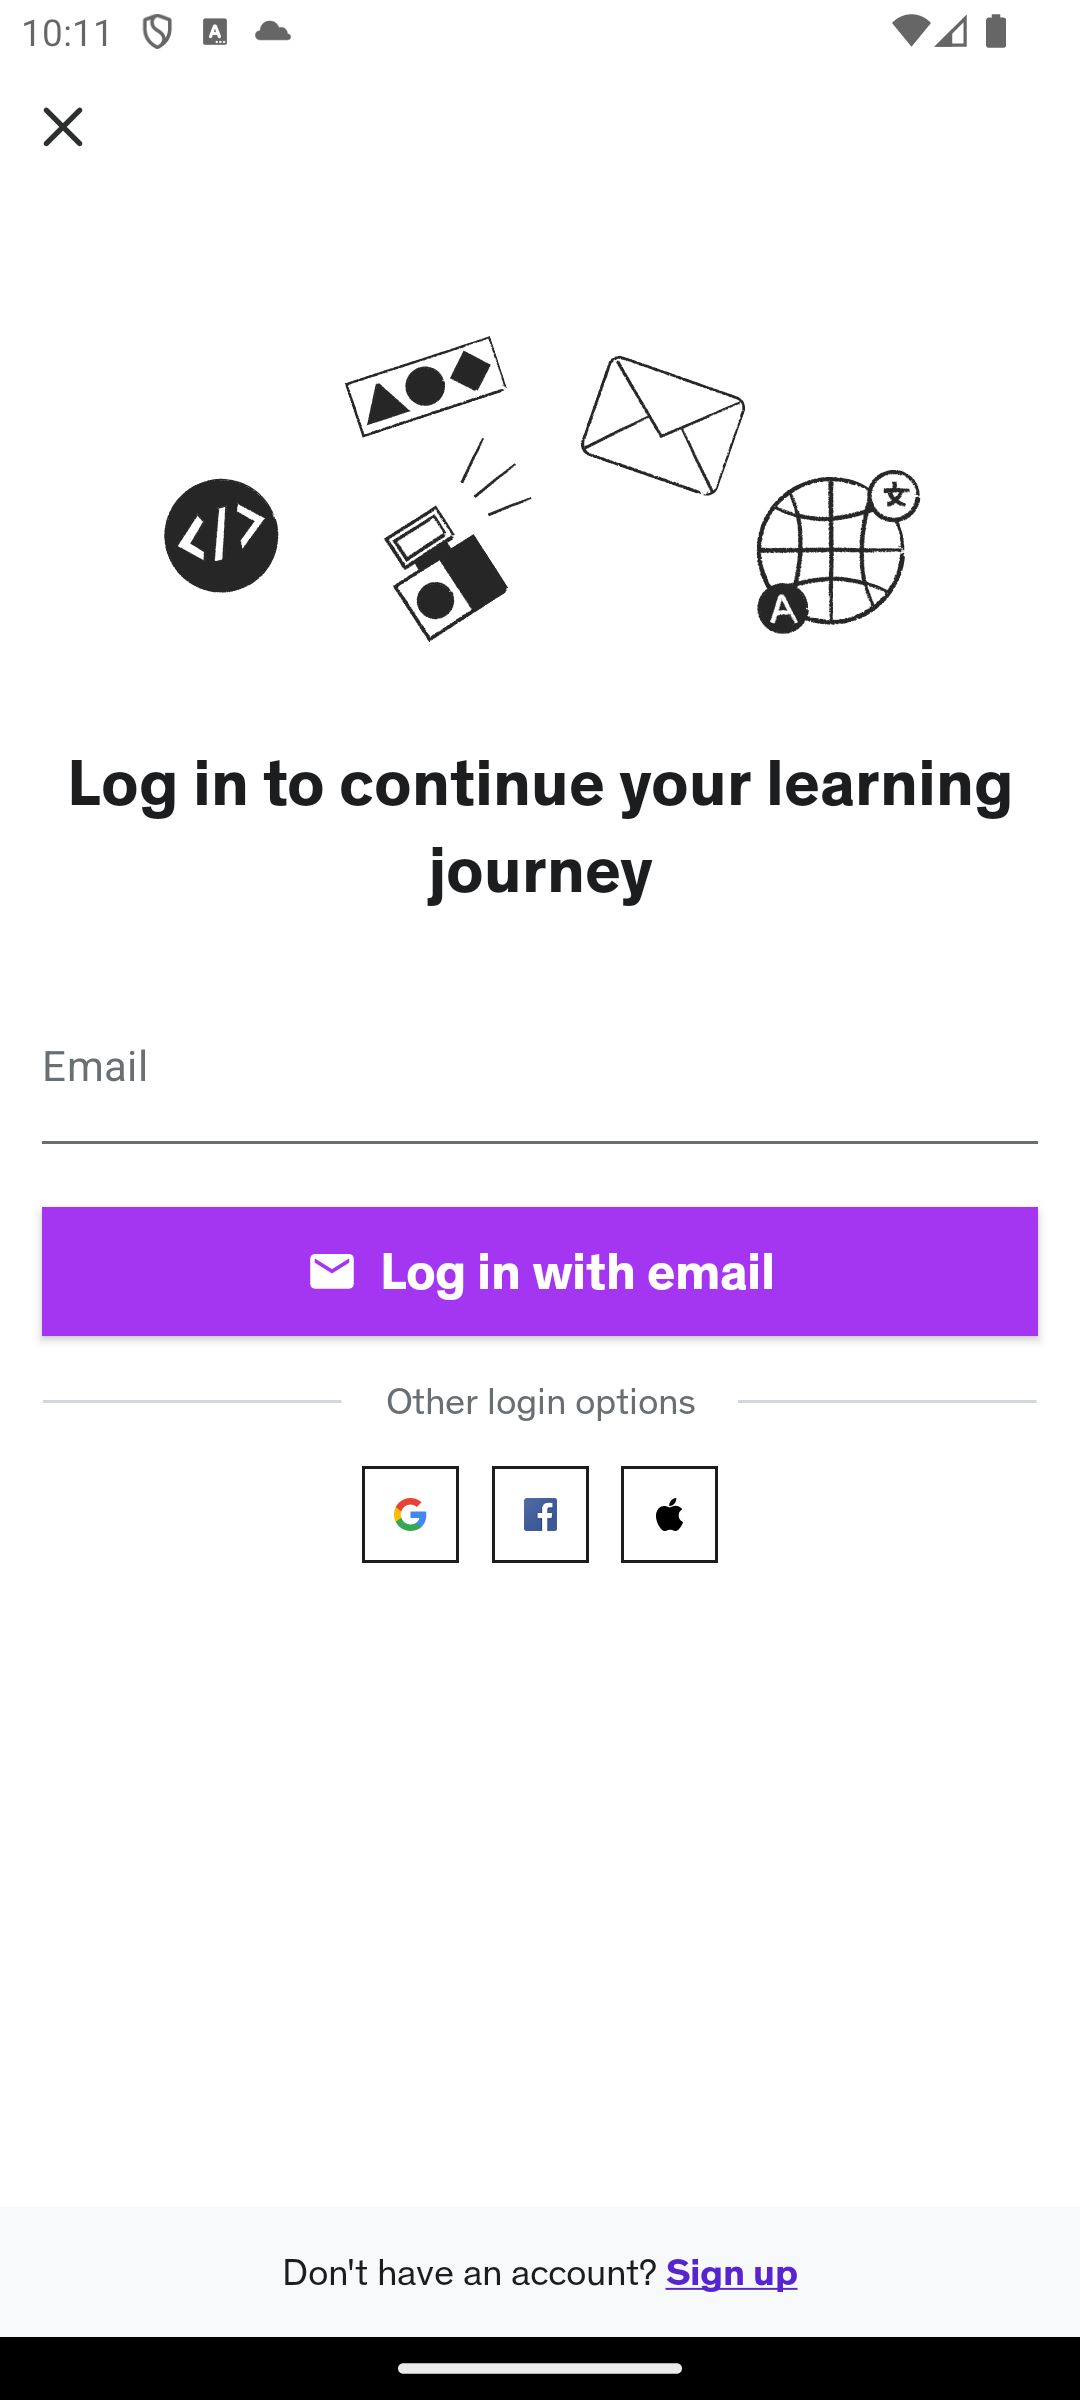 10:11
A
</>
文
A
Log in to continue your learning
journey
Email
Log in with email
Other login options
Don't have an account? Sign up